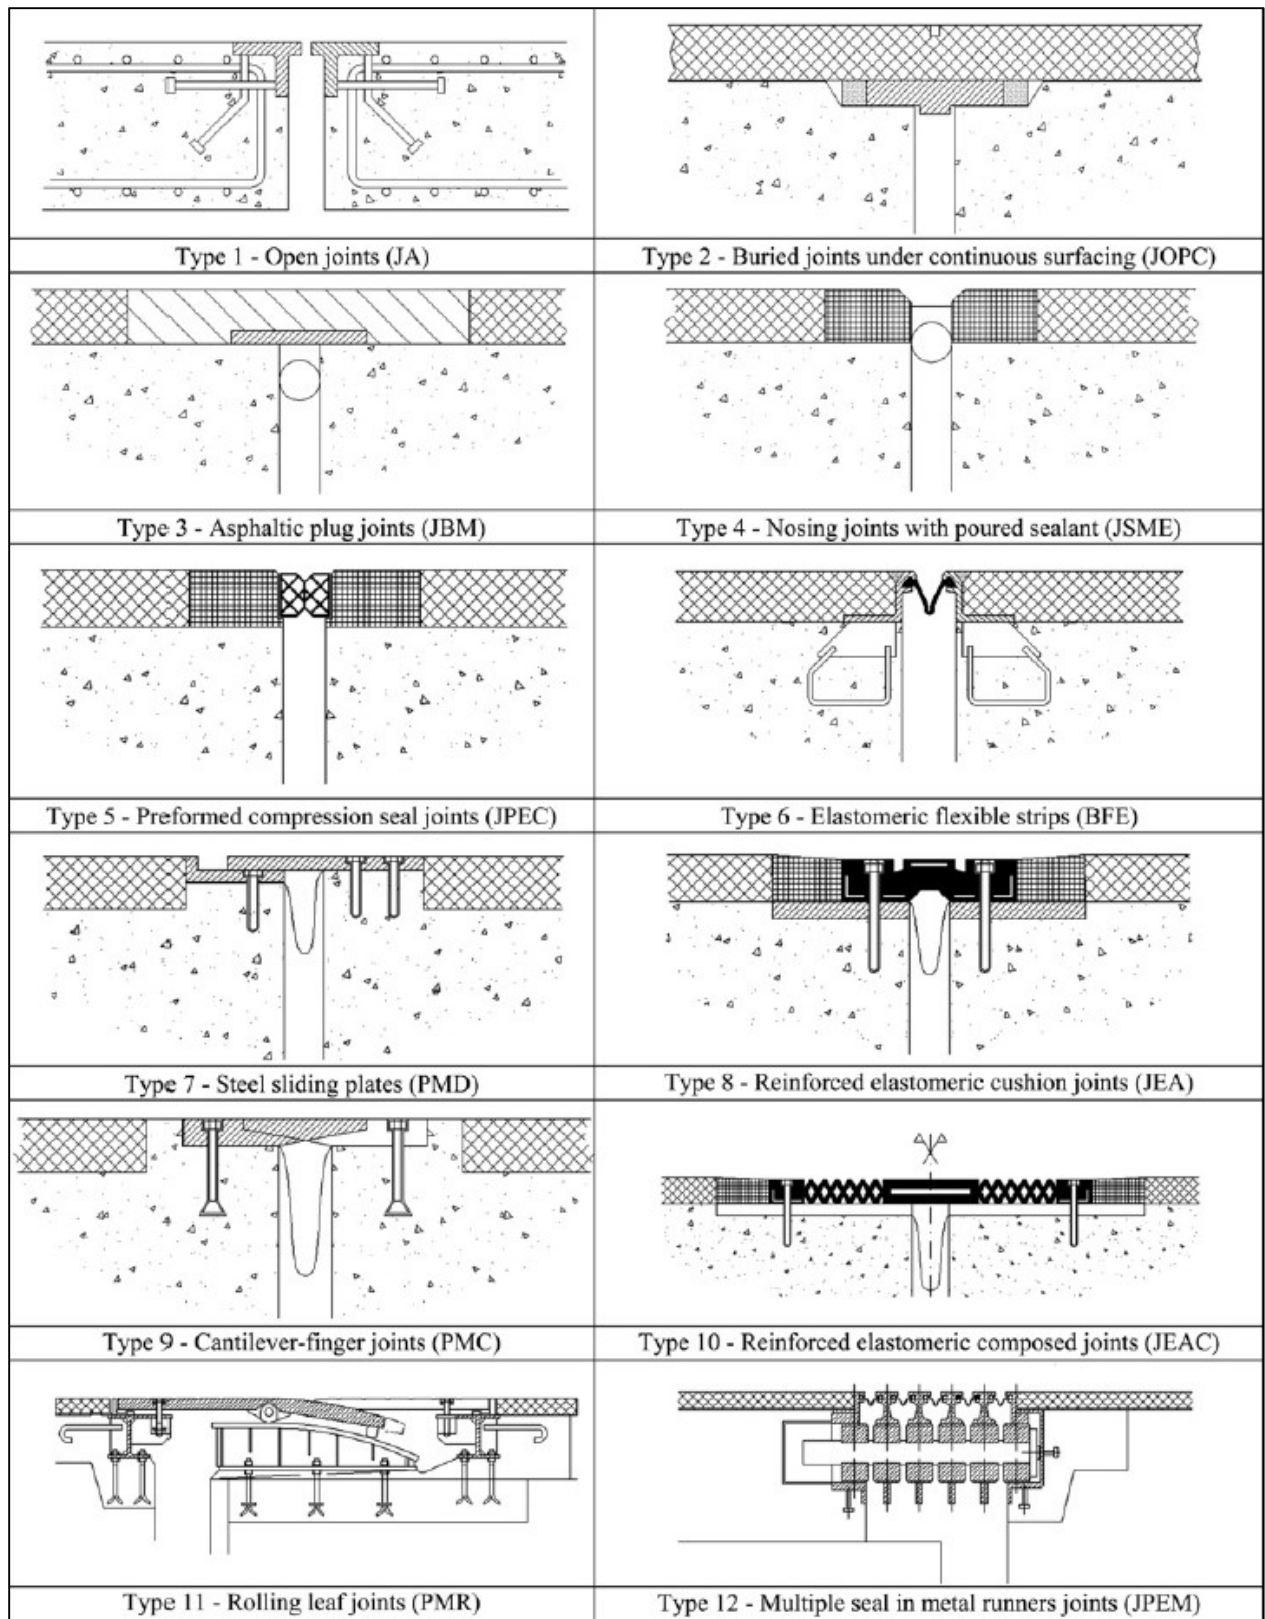 Type 1 - Open joints (JA)
Type 2 - Buried joints under continuous surfacing (JOPC)
Type 3 - Asphaltic plug joints (JBM)
Type 4 - Nosing joints with poured sealant (JSME)
Type 5 - Preformed compression seal joints (JPEC)
Type 6 - Elastomeric flexible strips (BFE)
Type 7 - Steel sliding plates (PMD)
Type 8 - Reinforced elastomeric cushion joints (JEA)
Type 9 - Cantilever-finger joints (PMC)
Type 10 - Reinforced elastomeric composed joints (JEAC)
Type 11 - Rolling leaf joints (PMR)
Type 12 - Multiple seal in metal runners joints (JPEM)